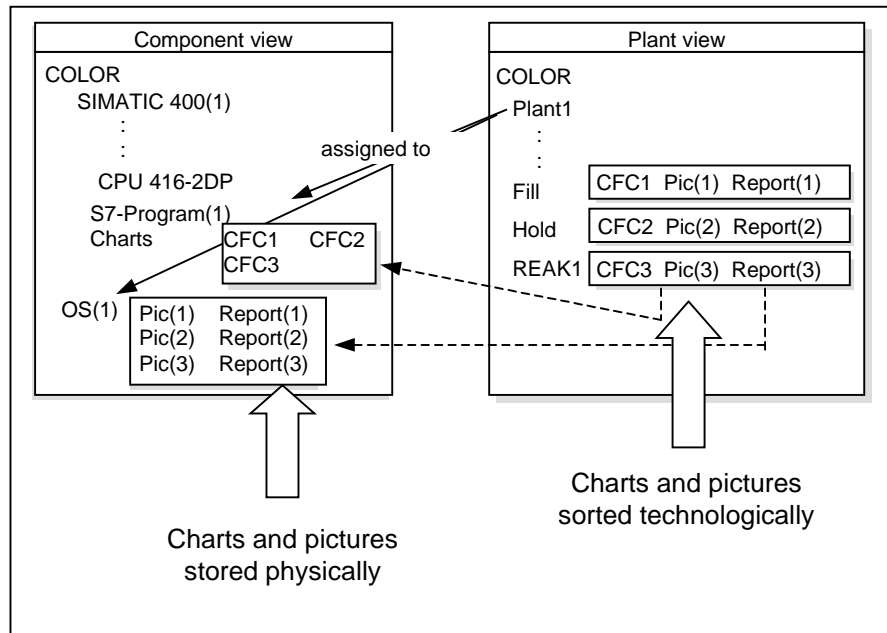 Component view
COLOR
SIMATIC 400(1)
:
:
CPU 416-2DP
S7-Program(1)
Charts
CFC1 CFC2
CFC3
OS(1)
Pic(1) Report(1)
Pic(2) Report(2)
Pic(3) Report(3)
Charts and pictures
stored physically
assigned to
Plant view
COLOR
Plant1
:
:
Fill
CFC1 Pic(1) Report(1)
Hold
CFC2 Pic(2) Report(2)
REAK1
CFC3 Pic(3) Report(3)
Charts and pictures
sorted technologically